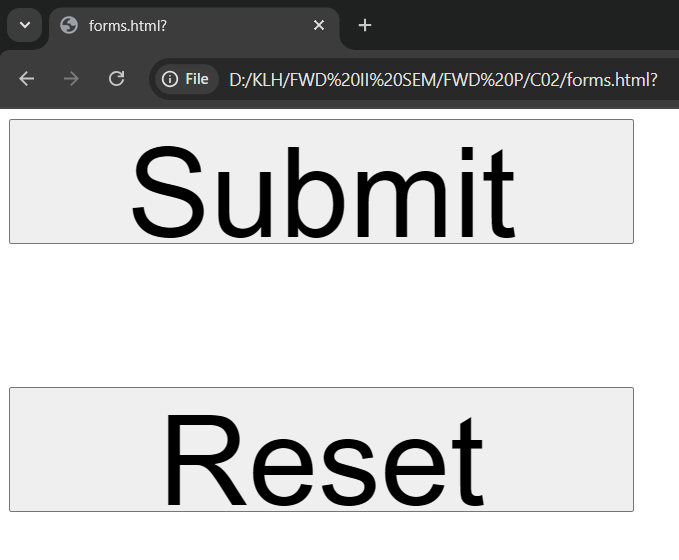 forms.html?
File D:/KLH/FWD%20II%20SEM/FWD%20P/C02/forms.html?
Submit
Reset